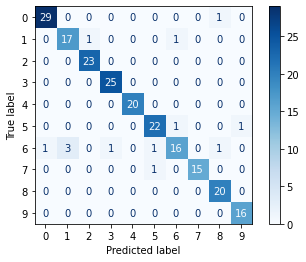 0 29 0 0 0 0 0 0 0 1 0
1 0 17 1 0 0 0 1 0 0 0
2 0 0 23 0 0 0 0 0 0 0
3 0 0 0 25 0 0 0 0 0 0
4 0 0 0 0 20 0 0 0 0 0
5 0 0 0 0 0 22 1 0 0 1
6 1 3 0 1 0 1 16 0 1 0
7 0 0 0 0 0 1 0 15 0 0
8 0 0 0 0 0 0 0 0 20 0
9 0 0 0 0 0 0 0 0 0 16
0 1 2 3 4 5 6 7 8 9
True label
Predicted label
25
20
15
10
5
0